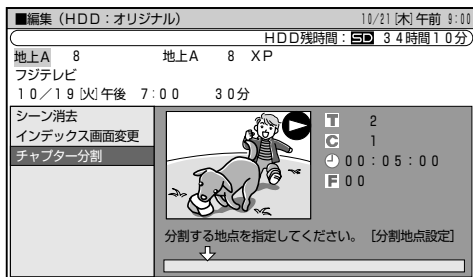 ■編集（HDD：オリジナル） 10/21[木]午前 9:00
HDD残時間：SD 34時間10分
地上A 8 地上A 8 XP
フジテレビ
10／19[火]午後 7:00 30分
シーン消去
インデックス画面変更
チャプター分割
T 2
C 1
00:05:00
F 00
分割する地点を指定してください。 [分割地点設定]